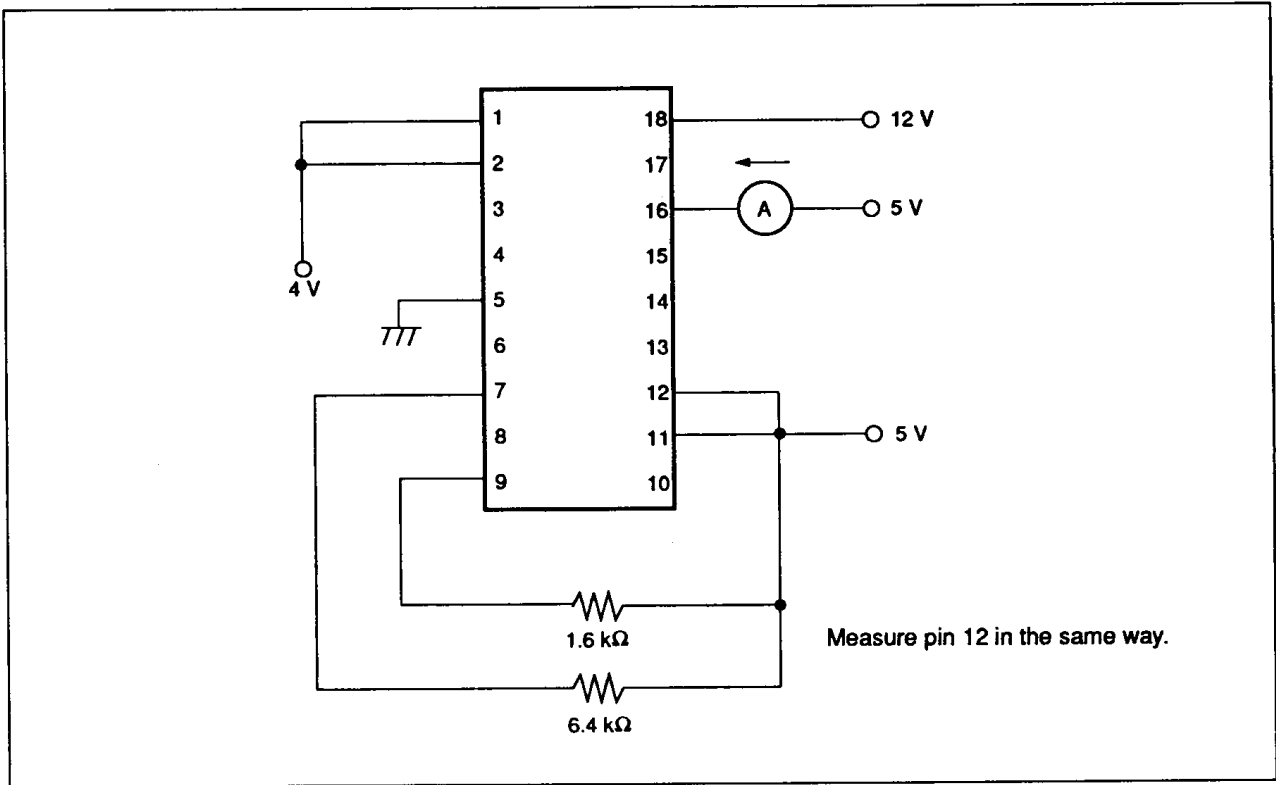 1 18 12 V
2 17
3 16 A 5 V
4 15
4 V
5 14
6 13
7 12
8 11 5 V
9 10
1.6 kΩ
Measure pin 12 in the same way.
6.4 kΩ